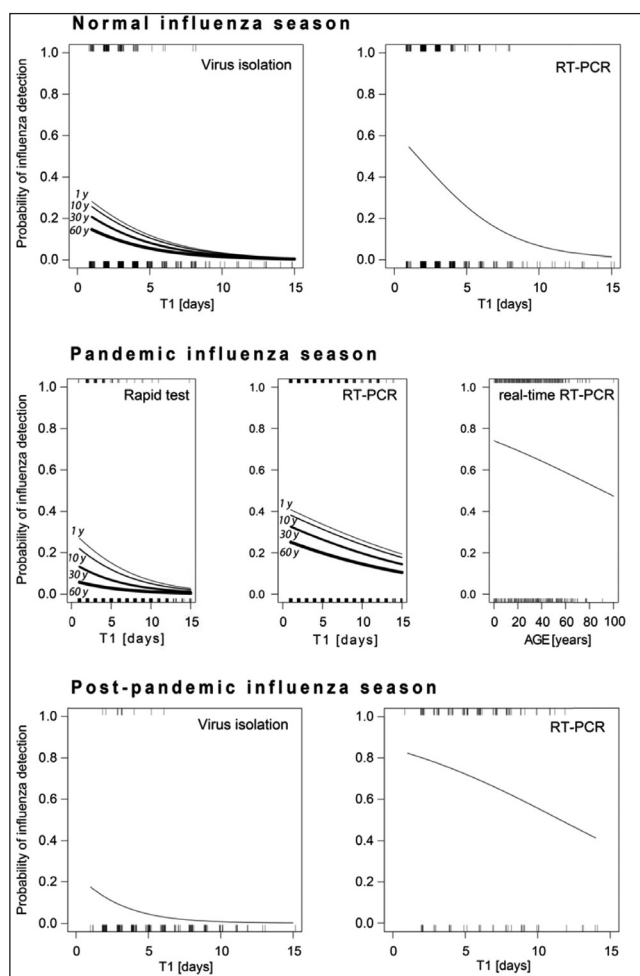 Normal influenza season
Probability of influenza detection
1.0
0.8
0.6
0.4
0.2
0.0
Virus isolation
1 y
10 y
30 y
60 y
0 5 10 15
T1 [days]
1.0
0.8
0.6
0.4
0.2
0.0
RT-PCR
0 5 10 15
T1 [days]
Pandemic influenza season
Probability of influenza detection
1.0
0.8
0.6
0.4
0.2
0.0
Rapid test
1 y
10 y
30 y
60 y
0 5 10 15
T1 [days]
1.0
0.8
0.6
0.4
0.2
0.0
RT-PCR
1 y
10 y
30 y
60 y
0 5 10 15
T1 [days]
1.0
0.8
0.6
0.4
0.2
0.0
real-time RT-PCR
0 20 40 60 80 100
AGE [years]
Post-pandemic influenza season
Probability of influenza detection
1.0
0.8
0.6
0.4
0.2
0.0
Virus isolation
0 5 10 15
T1 [days]
1.0
0.8
0.6
0.4
0.2
0.0
RT-PCR
0 5 10 15
T1 [days]